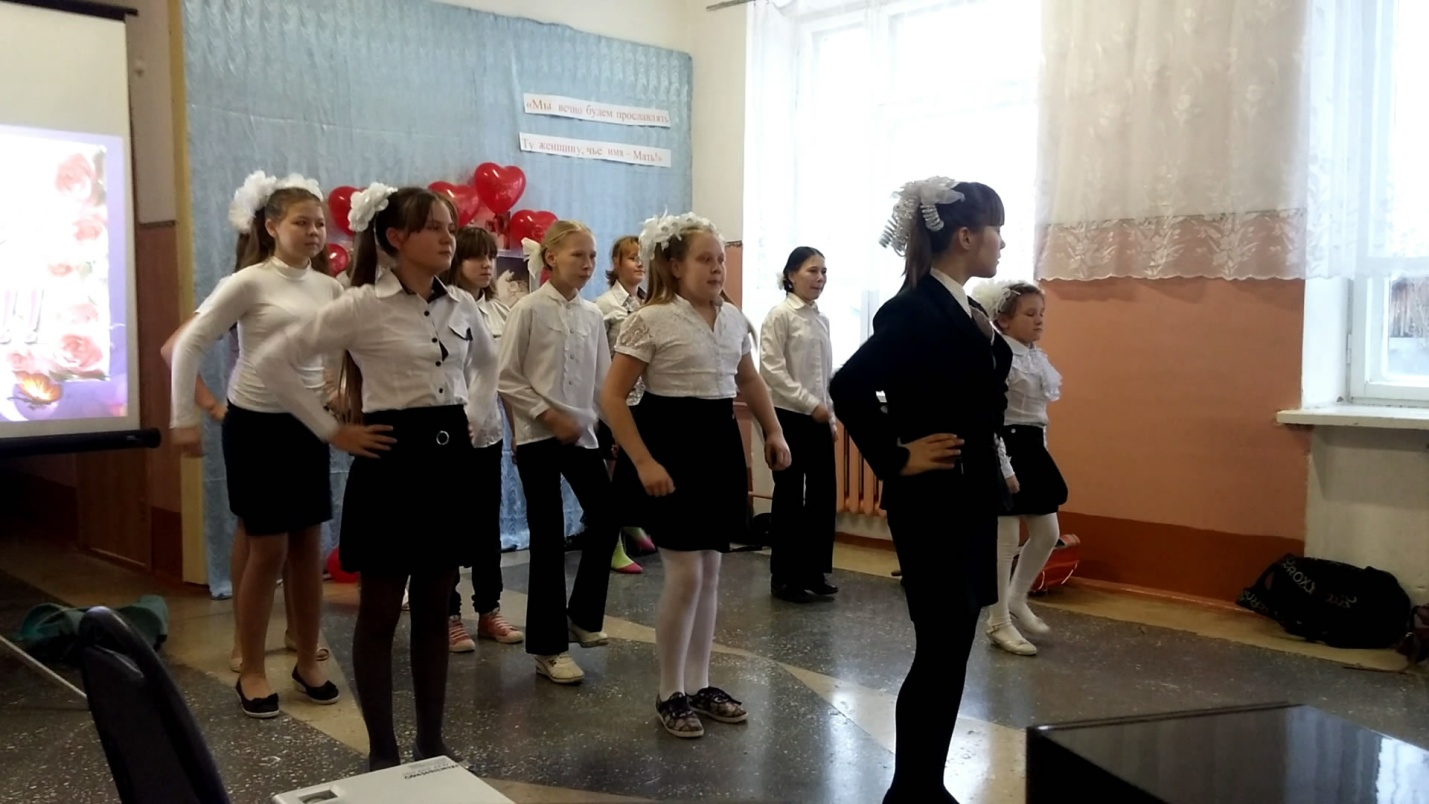 «Мы вечно будем прославлять
Ту женщину, чье имя – Мать!»